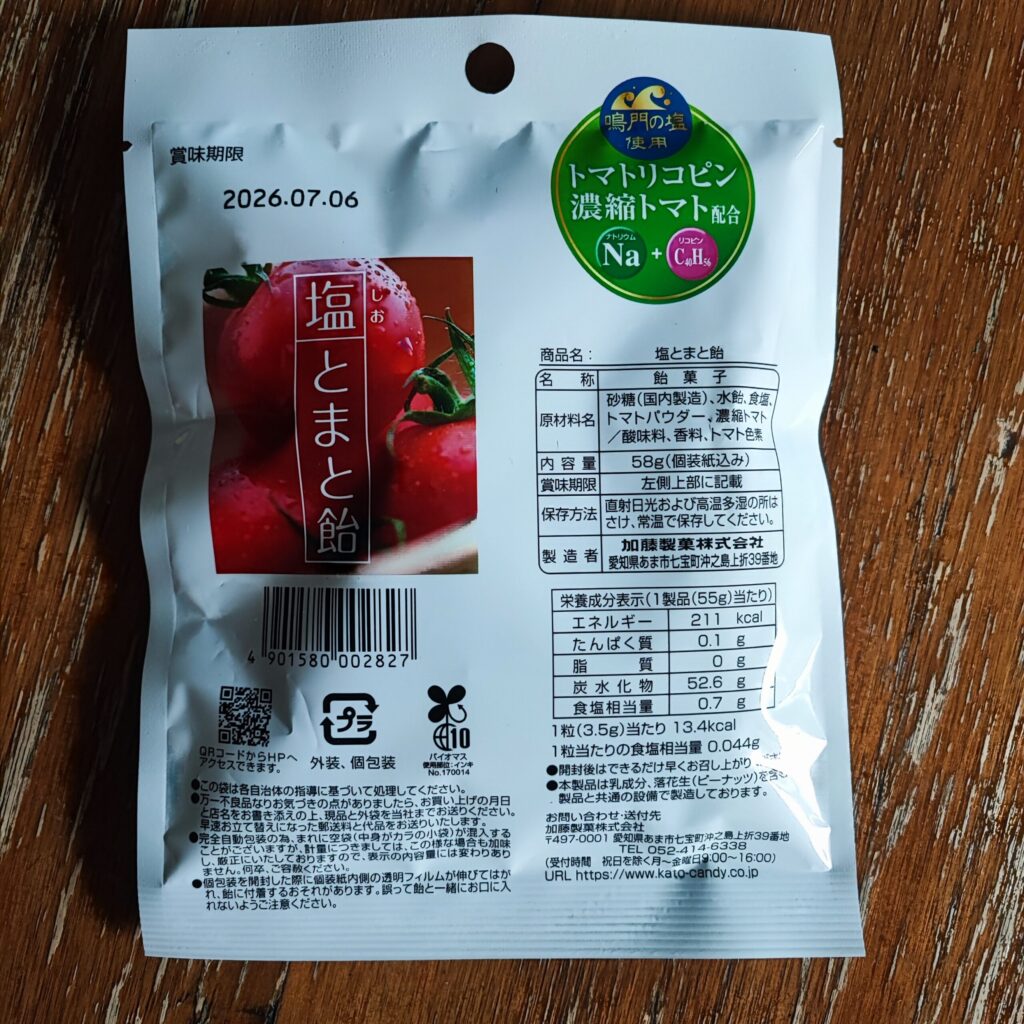 賞味期限
2026.07.06
鳴門の塩
使用
トマトリコピン
濃縮トマト配合
ナトリウム
Na
+
リコピン
C40H56
塩とまと飴
しお
4 901580 002827
QRコードからHPへ
アクセスできます。
プラ
外装、個包装
10
バイオマス
使用部位:インキ
No.170014
●この袋は各自治体の指導に基づいて処理してください。
●万一不良品なりお気づきの点がありましたら、お買い上げの月日
と店名をお書き添えの上、現品と外袋を当社までお送りください。
早速お立て替えになった郵送料と代品をお送りいたします。
●完全自動包装の為、まれに空袋(中身がカラの小袋)が混入する
ことがございますが、計量につきましては、この様な場合も加味
し、厳正にいたしておりますので、表示の内容量には変わりあり
ません。何卒、ご容赦ください。
●個包装を開封した際に個装紙内側の透明フィルムが伸びてはが
れ、飴に付着するおそれがあります。誤って飴と一緒にお口に入
れないようご注意ください。
商品名: 塩とまと飴
名称 飴菓子
原材料名 砂糖(国内製造)、水飴、食塩、
トマトパウダー、濃縮トマト
/酸味料、香料、トマト色素
内容量 58g(個装紙込み)
賞味期限 左側上部に記載
保存方法 直射日光および高温多湿の所は
さけ、常温で保存してください。
製造者 加藤製菓株式会社
愛知県あま市七宝町沖之島上折39番地
栄養成分表示(1製品(55g)当たり)
エネルギー 211 kcal
たんぱく質 0.1 g
脂質 0 g
炭水化物 52.6 g
食塩相当量 0.7 g
1粒(3.5g)当たり 13.4kcal
1粒当たりの食塩相当量 0.044g
●開封後はできるだけ早くお召し上がり
●本製品は乳成分、落花生(ピーナッツ)を含
製品と共通の設備で製造しております。
お問い合わせ・送付先
加藤製菓株式会社
〒497-0001 愛知県あま市七宝町沖之島上折39番地
TEL 052-414-6338
(受付時間 祝日を除く月~金曜日9:00~16:00)
URL https://www.kato-candy.co.jp